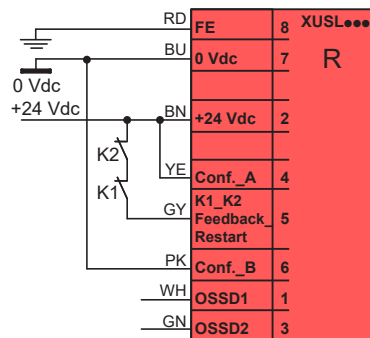 RD FE 8 XUSL●●●
BU 0 Vdc 7 R
0 Vdc
+24 Vdc
BN +24 Vdc 2
K2
YE Conf._A 4
K1
K1_K2
GY Feedback_ 5
Restart
PK Conf._B 6
WH OSSD1 1
GN OSSD2 3